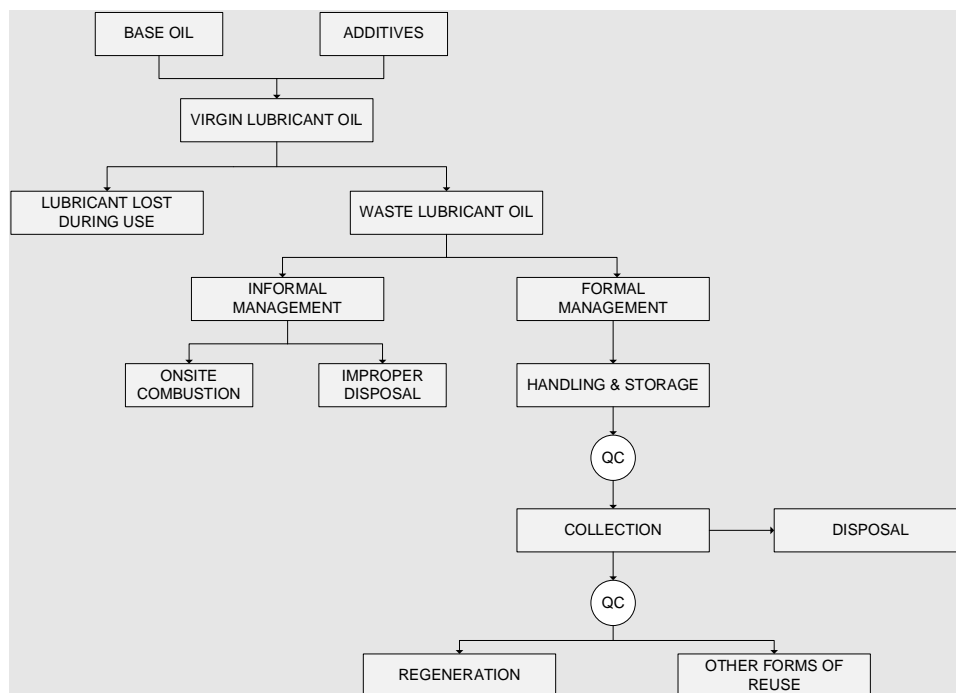 BASE OIL
ADDITIVES
VIRGIN LUBRICANT OIL
LUBRICANT LOST
DURING USE
WASTE LUBRICANT OIL
INFORMAL
MANAGEMENT
FORMAL
MANAGEMENT
ONSITE
COMBUSTION
IMPROPER
DISPOSAL
HANDLING & STORAGE
QC
COLLECTION
DISPOSAL
QC
REGENERATION
OTHER FORMS OF
REUSE